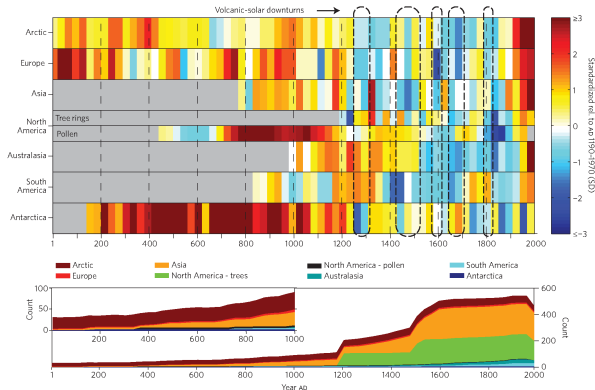 Volcanic-solar downturns
Arctic
Europe
Asia
North
America
Tree rings
Pollen
Australasia
South
America
Antarctica
1 200 400 600 800 1000 1200 1400 1600 1800 2000
≥3
2
1
0
−1
−2
≤−3
Standardized rel. to AD 1190–1970 (SD)
Arctic
Asia
North America - pollen
South America
Europe
North America - trees
Australasia
Antarctica
Count
100
50
0
200 400 600 800 1000
600
400
200
0
Count
1 200 400 600 800 1000 1200 1400 1600 1800 2000
Year AD